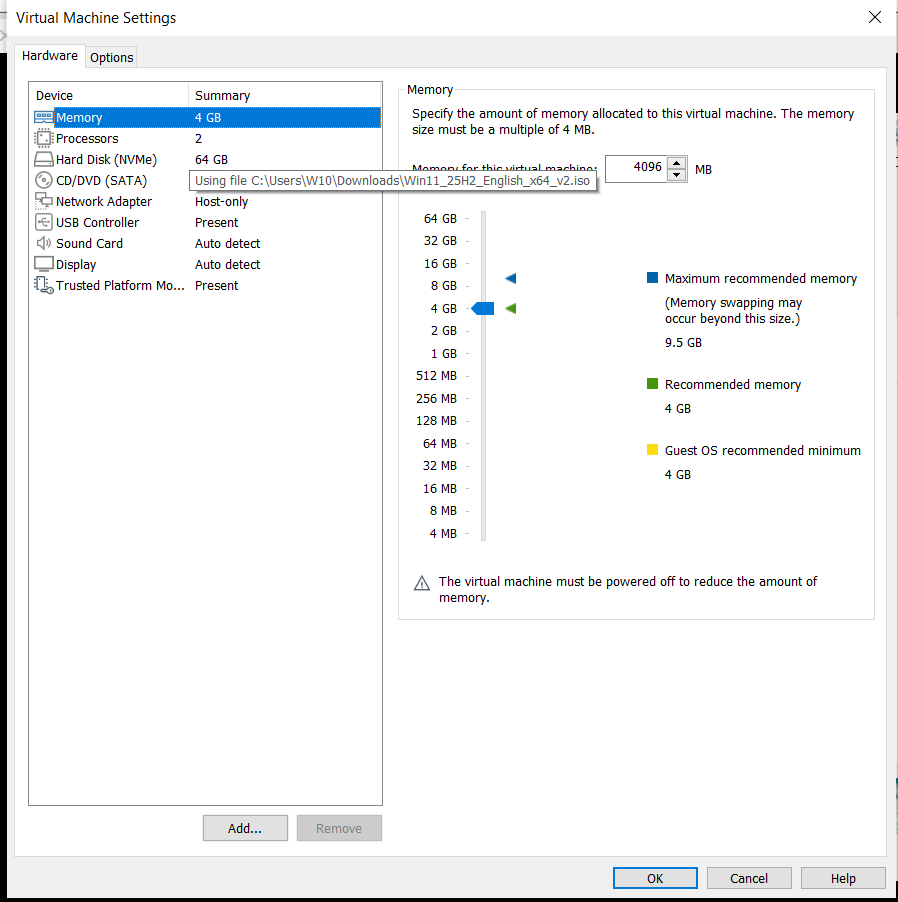 Virtual Machine Settings
Hardware
Options
Device Summary
Memory 4 GB
Processors 2
Hard Disk (NVMe) 64 GB
CD/DVD (SATA) Using file C:\Users\W10\Downloads\Win11_25H2_English_x64_v2.iso
Network Adapter Host-only
USB Controller Present
Sound Card Auto detect
Display Auto detect
Trusted Platform Mo... Present
Add...
Remove
Memory
Specify the amount of memory allocated to this virtual machine. The memory
size must be a multiple of 4 MB.
Memory for this virtual machine: 4096 MB
64 GB
32 GB
16 GB
8 GB
4 GB
2 GB
1 GB
512 MB
256 MB
128 MB
64 MB
32 MB
16 MB
8 MB
4 MB
Maximum recommended memory
(Memory swapping may
occur beyond this size.)
9.5 GB
Recommended memory
4 GB
Guest OS recommended minimum
4 GB
The virtual machine must be powered off to reduce the amount of
memory.
OK
Cancel
Help